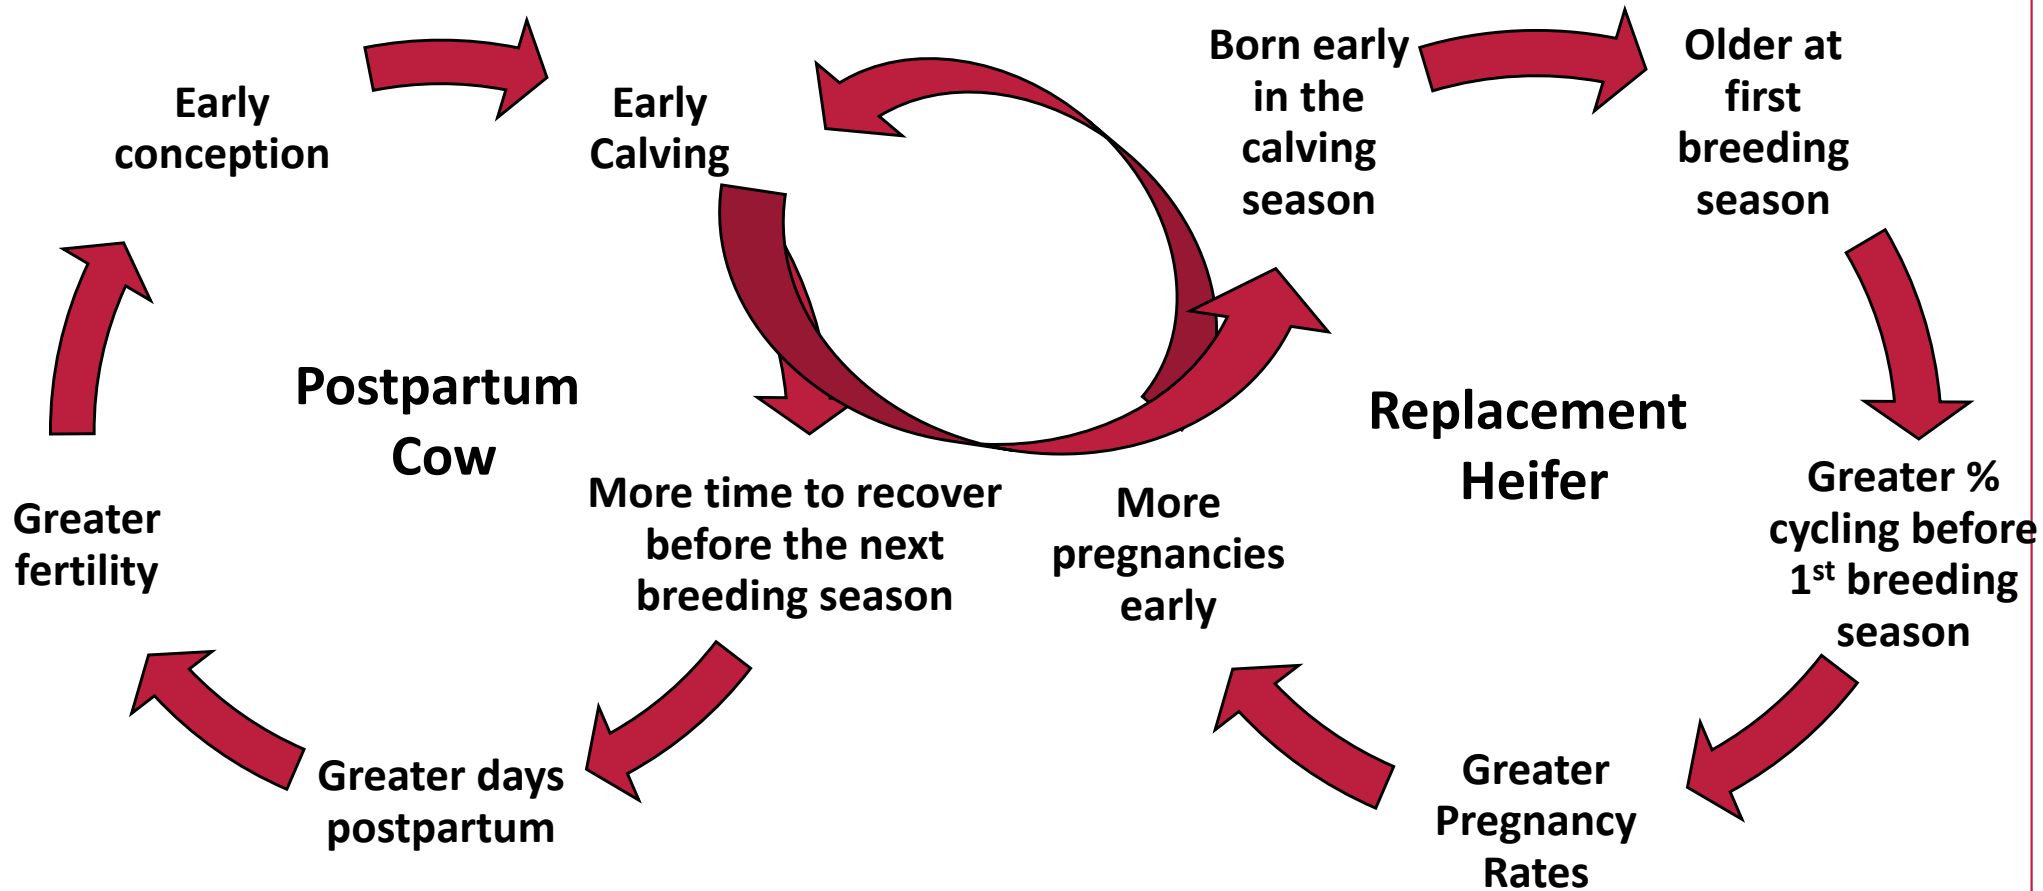 Early
conception
Early
Calving
Born early
in the
calving
season
Older at
first
breeding
season
Postpartum
Cow
Replacement
Heifer
Greater
fertility
More time to recover
before the next
breeding season
More
pregnancies
early
Greater %
cycling before
1st breeding
season
Greater days
postpartum
Greater
Pregnancy
Rates